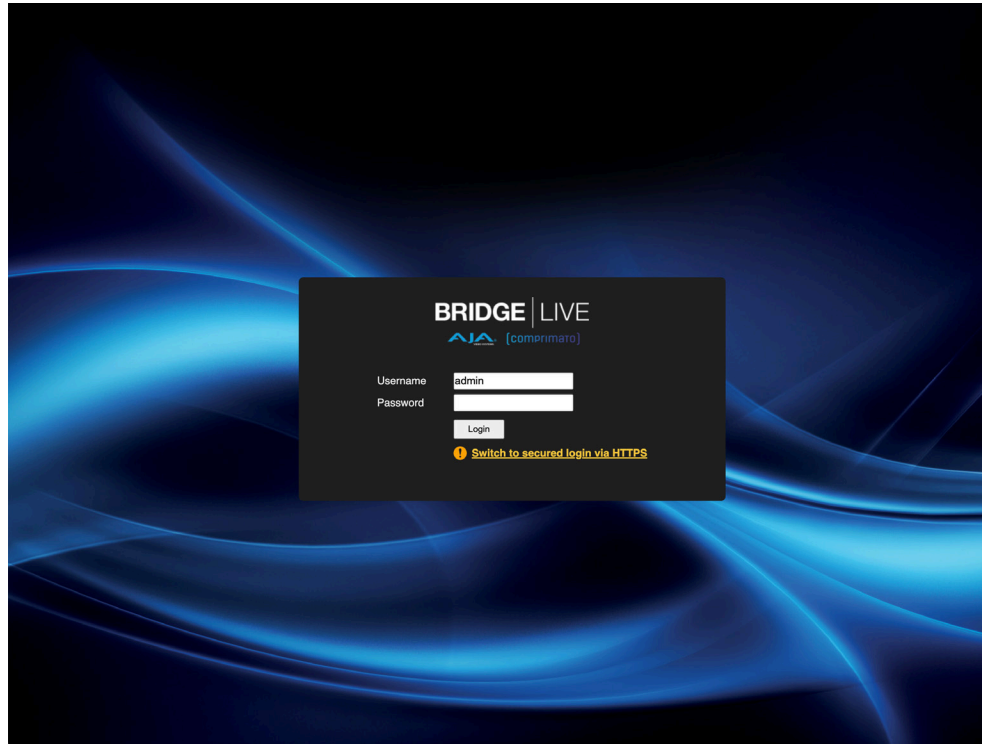 BRIDGE | LIVE
AJA [comprimato]
Username admin
Password
Login
Switch to secured login via HTTPS